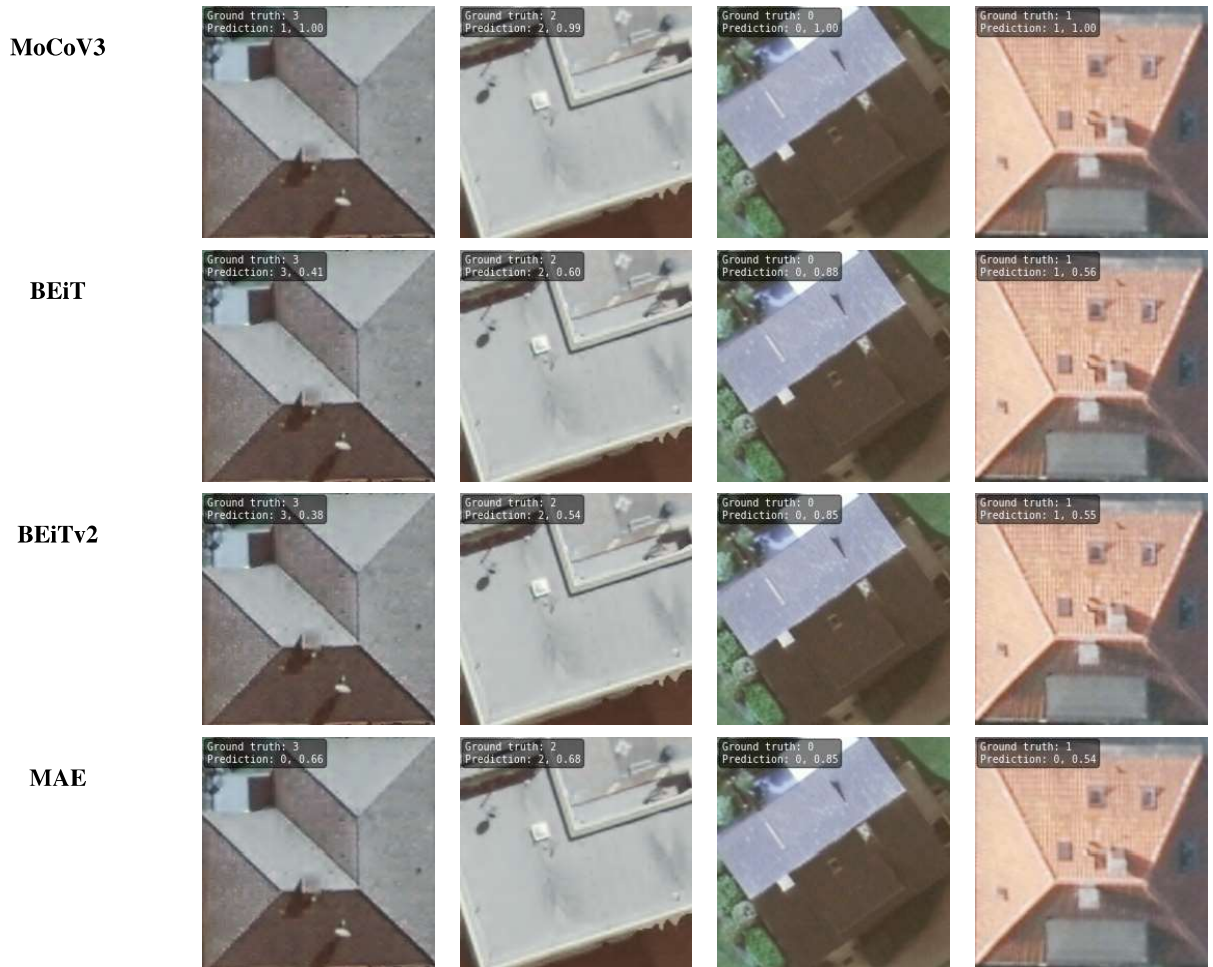 MoCoV3
Ground truth: 3
Prediction: 1, 1.00
Ground truth: 2
Prediction: 2, 0.99
Ground truth: 0
Prediction: 0, 1.00
Ground truth: 1
Prediction: 1, 1.00
BEiT
Ground truth: 3
Prediction: 3, 0.41
Ground truth: 2
Prediction: 2, 0.60
Ground truth: 0
Prediction: 0, 0.88
Ground truth: 1
Prediction: 1, 0.56
BEiTv2
Ground truth: 3
Prediction: 3, 0.38
Ground truth: 2
Prediction: 2, 0.54
Ground truth: 0
Prediction: 0, 0.85
Ground truth: 1
Prediction: 1, 0.55
MAE
Ground truth: 3
Prediction: 0, 0.66
Ground truth: 2
Prediction: 2, 0.68
Ground truth: 0
Prediction: 0, 0.85
Ground truth: 1
Prediction: 0, 0.54